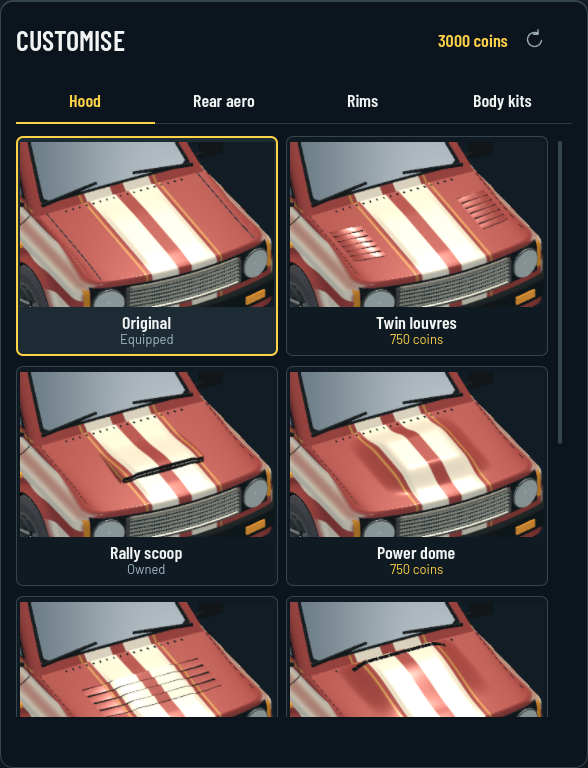 CUSTOMISE
3000 coins
Hood
Rear aero
Rims
Body kits
Original
Equipped
Twin louvres
750 coins
Rally scoop
Owned
Power dome
750 coins